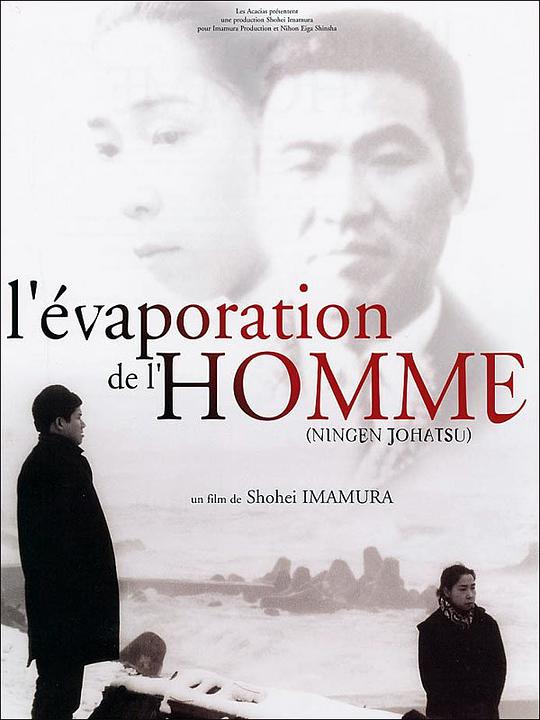 Les Acacias présentent
une production Shohei Imamura
pour Imamura Production et Nihon Eiga Shinsha
l'évaporation
de l'HOMME
(NINGEN JOHATSU)
un film de Shohei IMAMURA